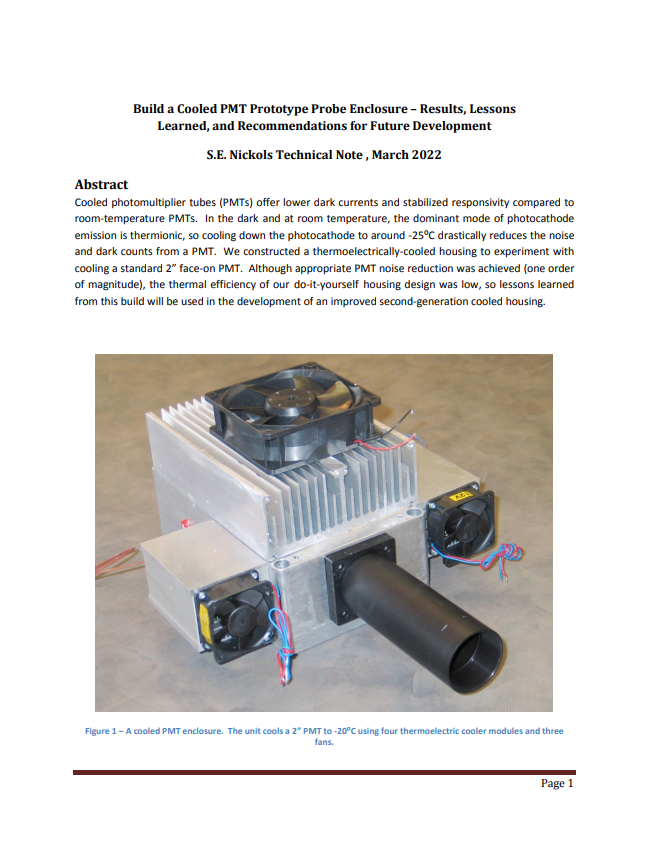 Build a Cooled PMT Prototype Probe Enclosure – Results, Lessons
Learned, and Recommendations for Future Development
S.E. Nickols Technical Note , March 2022
Abstract
Cooled photomultiplier tubes (PMTs) offer lower dark currents and stabilized responsivity compared to
room-temperature PMTs. In the dark and at room temperature, the dominant mode of photocathode
emission is thermionic, so cooling down the photocathode to around -25⁰C drastically reduces the noise
and dark counts from a PMT. We constructed a thermoelectrically-cooled housing to experiment with
cooling a standard 2” face-on PMT. Although appropriate PMT noise reduction was achieved (one order
of magnitude), the thermal efficiency of our do-it-yourself housing design was low, so lessons learned
from this build will be used in the development of an improved second-generation cooled housing.
Figure 1 – A cooled PMT enclosure. The unit cools a 2” PMT to -20⁰C using four thermoelectric cooler modules and three
fans.
Page 1